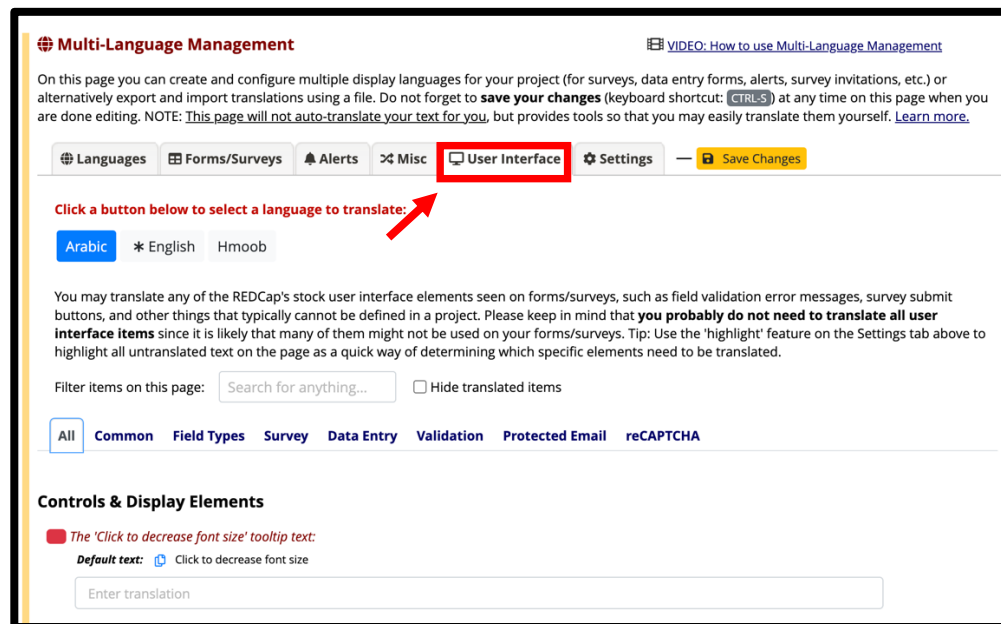 Multi-Language Management
VIDEO: How to use Multi-Language Management
On this page you can create and configure multiple display languages for your project (for surveys, data entry forms, alerts, survey invitations, etc.) or
alternatively export and import translations using a file. Do not forget to save your changes (keyboard shortcut: CTRL-S) at any time on this page when you
are done editing. NOTE: This page will not auto-translate your text for you, but provides tools so that you may easily translate them yourself. Learn more.
Languages Forms/Surveys Alerts Misc User Interface Settings — Save Changes
Click a button below to select a language to translate:
Arabic * English Hmoob
You may translate any of the REDCap's stock user interface elements seen on forms/surveys, such as field validation error messages, survey submit
buttons, and other things that typically cannot be defined in a project. Please keep in mind that you probably do not need to translate all user
interface items since it is likely that many of them might not be used on your forms/surveys. Tip: Use the 'highlight' feature on the Settings tab above to
highlight all untranslated text on the page as a quick way of determining which specific elements need to be translated.
Filter items on this page: Search for anything... Hide translated items
All Common Field Types Survey Data Entry Validation Protected Email reCAPTCHA
Controls & Display Elements
The 'Click to decrease font size' tooltip text:
Default text: Click to decrease font size
Enter translation